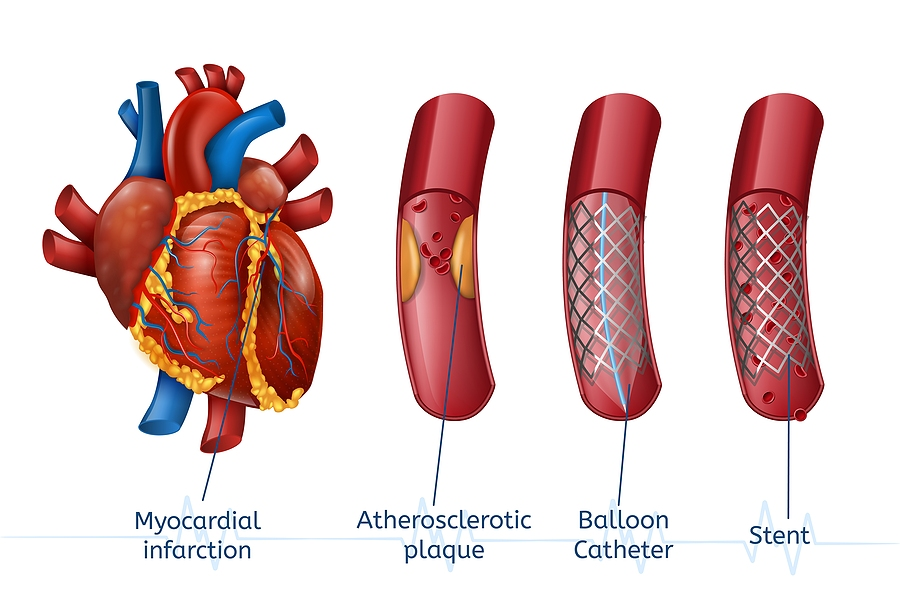 Myocardial
infarction
Atherosclerotic
plaque
Balloon
Catheter
Stent